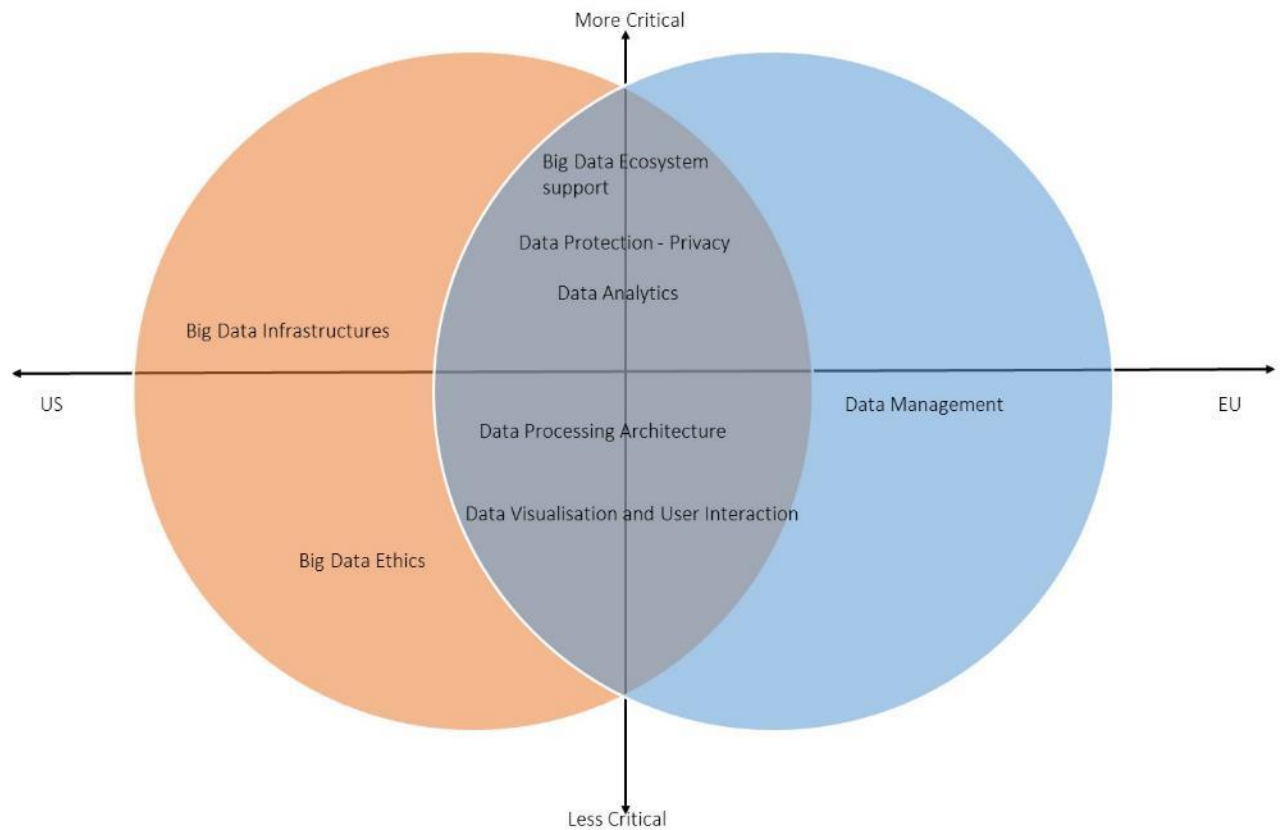 More Critical
Big Data Ecosystem
support
Data Protection - Privacy
Data Analytics
Big Data Infrastructures
US
Data Management
EU
Data Processing Architecture
Data Visualisation and User Interaction
Big Data Ethics
Less Critical